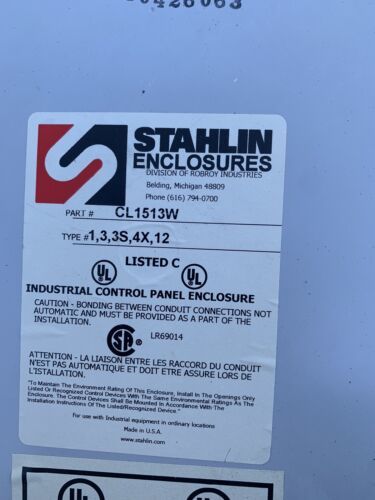 0426063
STAHLIN
ENCLOSURES
DIVISION OF ROBROY INDUSTRIES
Belding, Michigan 48809
Phone (616) 794-0700
PART # CL1513W
TYPE #1,3,3S,4X,12
LISTED C
UL UL
INDUSTRIAL CONTROL PANEL ENCLOSURE
CAUTION - BONDING BETWEEN CONDUIT CONNECTIONS NOT
AUTOMATIC AND MUST BE PROVIDED AS A PART OF THE
INSTALLATION.
SA LR69014
ATTENTION - LA LIAISON ENTRE LES RACCORD DU CONDUIT
N'EST PAS AUTOMATIQUE ET DOIT ETRE ASSURE LORS DE
L'ISTALLATION.
"To Maintain The Environment Rating Of This Enclosure, Install In The Openings Only
Listed Or Recognized Control Devices With The Same Environmental Ratings As The
Enclosure. The Control Devices Shall Be Mounted In Accordance With The
Installation Instructions Of The Listed/Recognized Device."
For use with Industrial equipment in ordinary locations
Made in U.S.A.
www.stahlin.com
UL UL